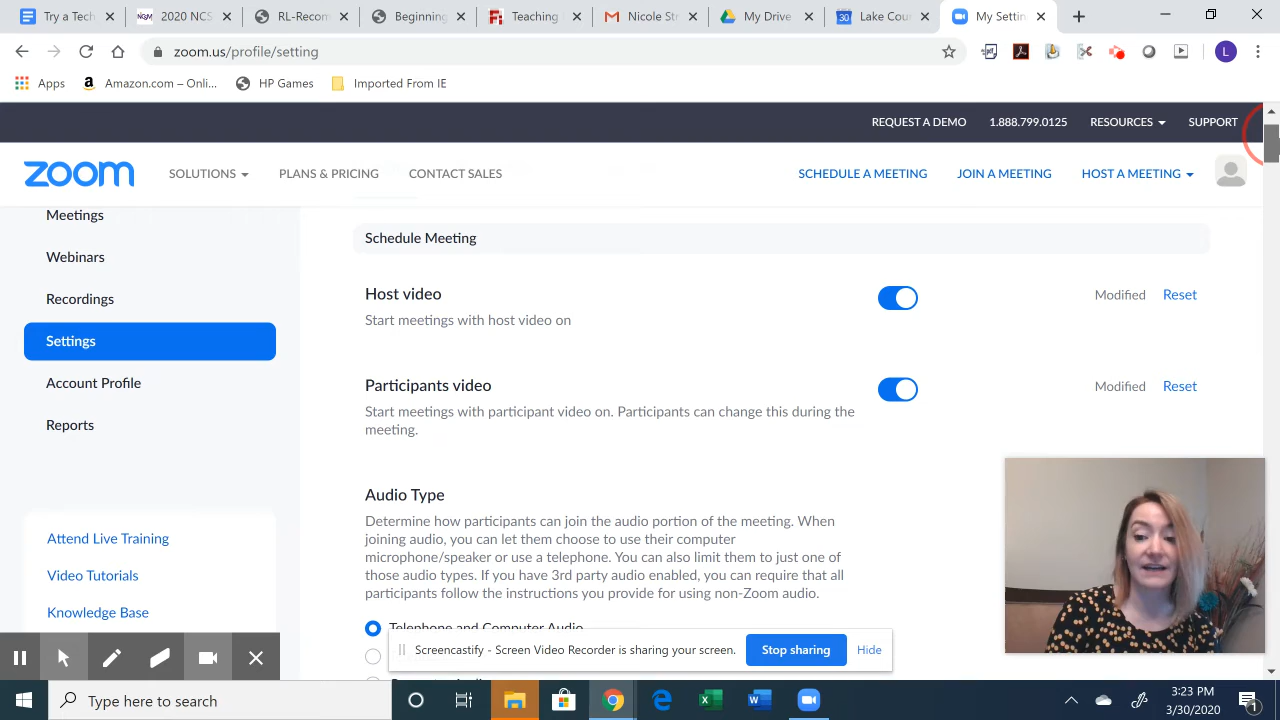 Try a Tech
NCSM
2020 NCS
RL-Recom
Beginning
Teaching
Nicole Str
My Drive
30
Lake Cou
My Settin
zoom.us/profile/setting
L
Apps
a
Amazon.com – Onli...
HP Games
Imported From IE
REQUEST A DEMO
1.888.799.0125
RESOURCES
SUPPORT
zoom
SOLUTIONS
PLANS & PRICING
CONTACT SALES
SCHEDULE A MEETING
JOIN A MEETING
HOST A MEETING
Meetings
Webinars
Recordings
Settings
Account Profile
Reports
Attend Live Training
Video Tutorials
Knowledge Base
Schedule Meeting
Host video
Modified
Reset
Start meetings with host video on
Participants video
Modified
Reset
Start meetings with participant video on. Participants can change this during the
meeting.
Audio Type
Determine how participants can join the audio portion of the meeting. When
joining audio, you can let them choose to use their computer
microphone/speaker or use a telephone. You can also limit them to just one of
those audio types. If you have 3rd party audio enabled, you can require that all
participants follow the instructions you provide for using non-Zoom audio.
Telephone and Computer Audio
Screencastify - Screen Video Recorder is sharing your screen.
Stop sharing
Hide
Type here to search
3:23 PM
3/30/2020
1